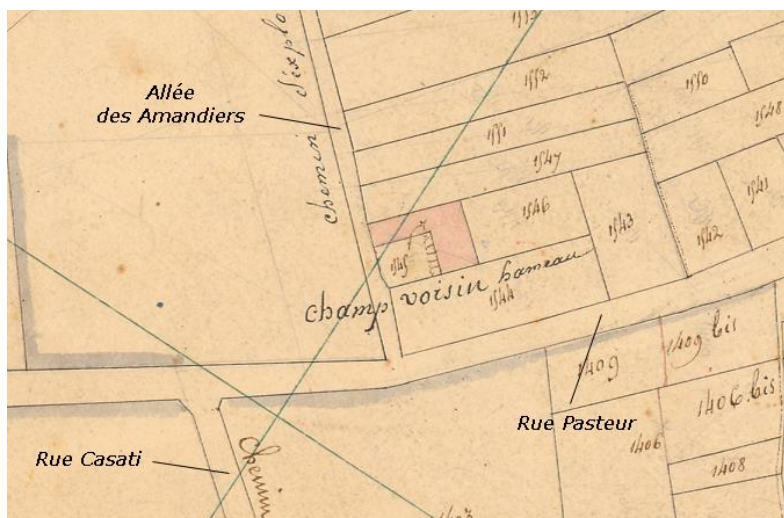 chemin d'explo
Allée
des Amandiers
1552
1550
1551
1548
1547
1546
1543
1542
1541
1545
champ voisin hameau
1544
1409
1409 bis
Rue Pasteur
1406
1406 bis
1408
Rue Casati
Chemin